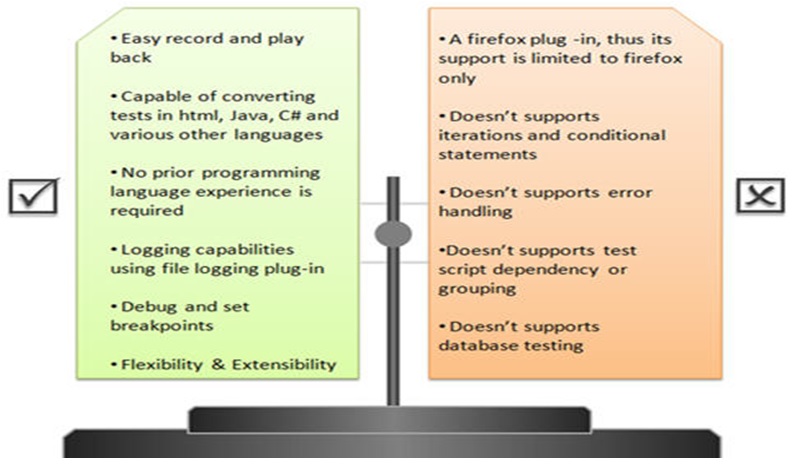 • Easy record and play
back
• Capable of converting
tests in html, Java, C# and
various other languages
• No prior programming
language experience is
required
• Logging capabilities
using file logging plug-in
• Debug and set
breakpoints
• Flexibility & Extensibility
• A firefox plug -in, thus its
support is limited to firefox
only
• Doesn't supports
iterations and conditional
statements
• Doesn't supports error
handling
•Doesn't supports test
script dependency or
grouping
• Doesn't supports
database testing